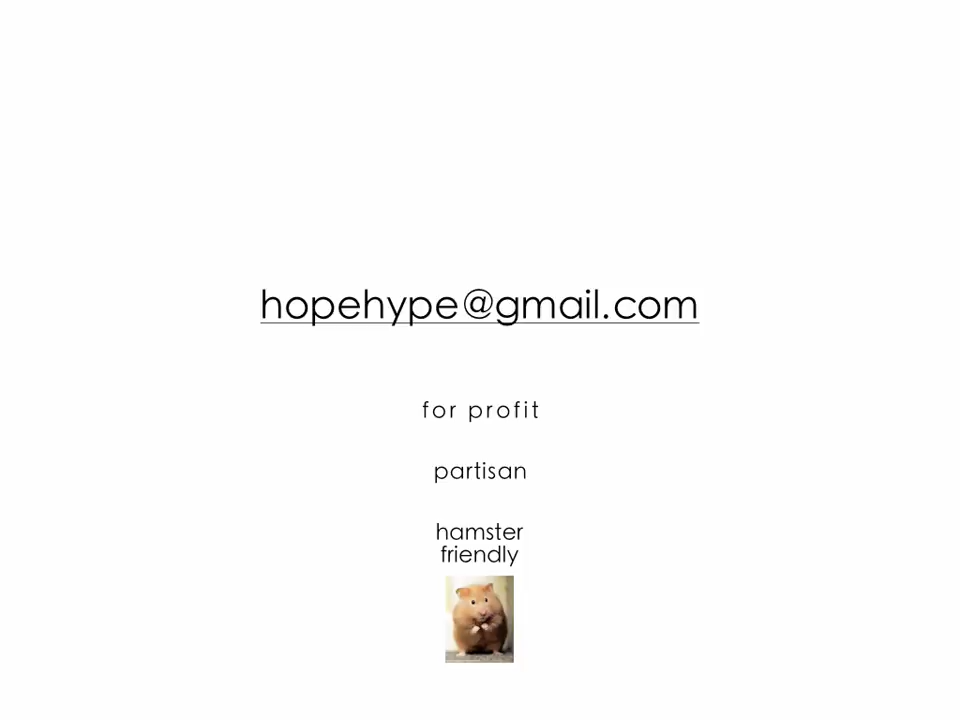 hopehype@gmail.com
for profit
partisan
hamster
friendly